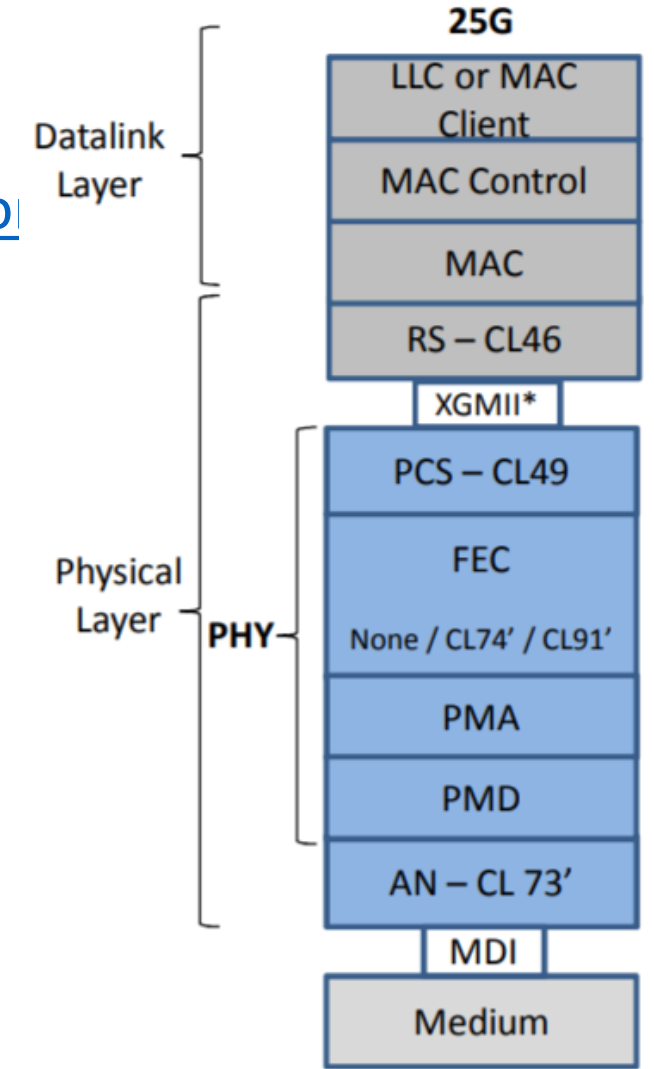 25G
LLC or MAC
Client
Datalink
Layer
MAC Control
MAC
RS – CL46
XGMII*
PCS – CL49
FEC
Physical
Layer
PHY
None / CL74’ / CL91’
PMA
PMD
AN – CL 73’
MDI
Medium